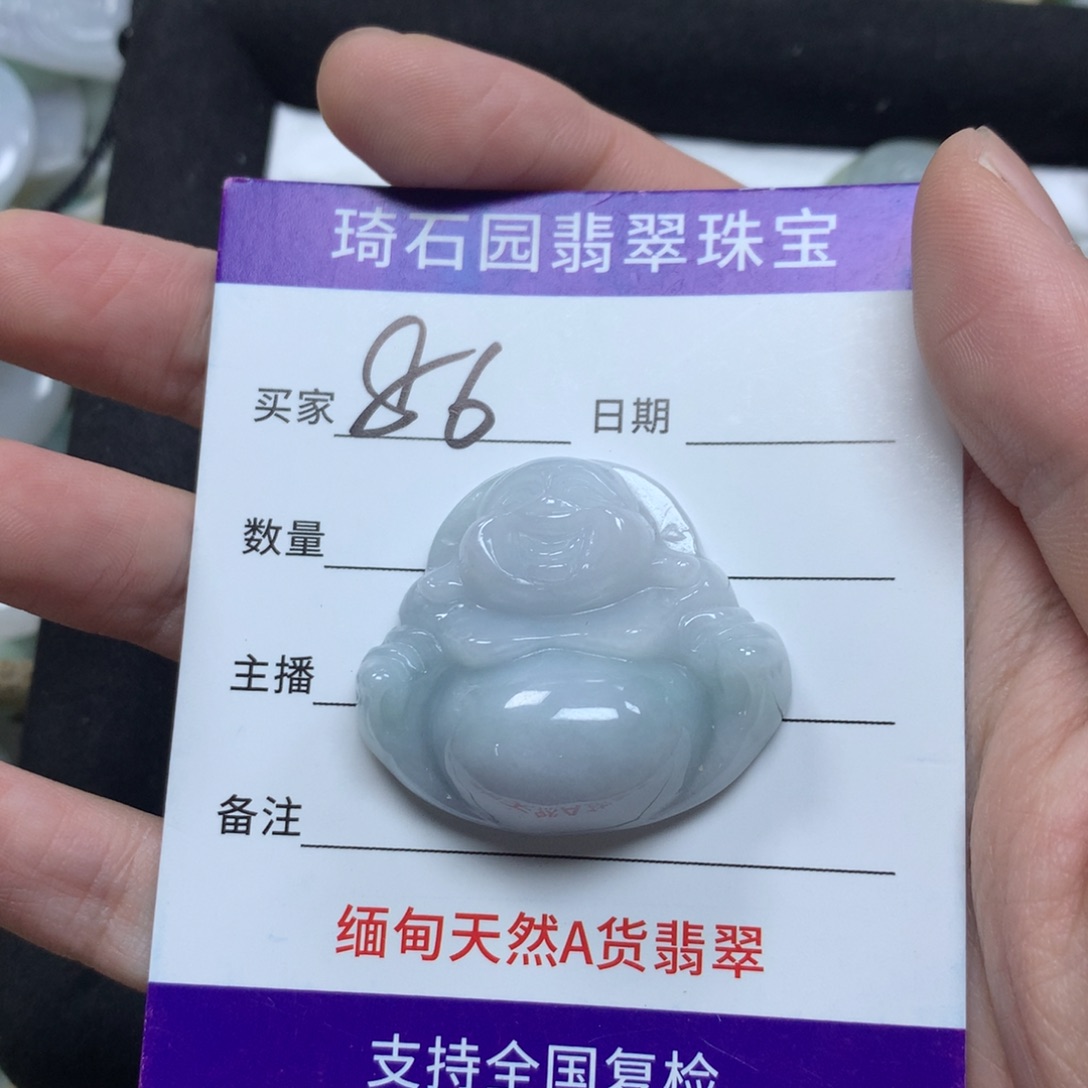 琦石园翡翠珠宝
买家 86 日期
数量
主播
备注
缅甸天然A货翡翠
支持全国复检